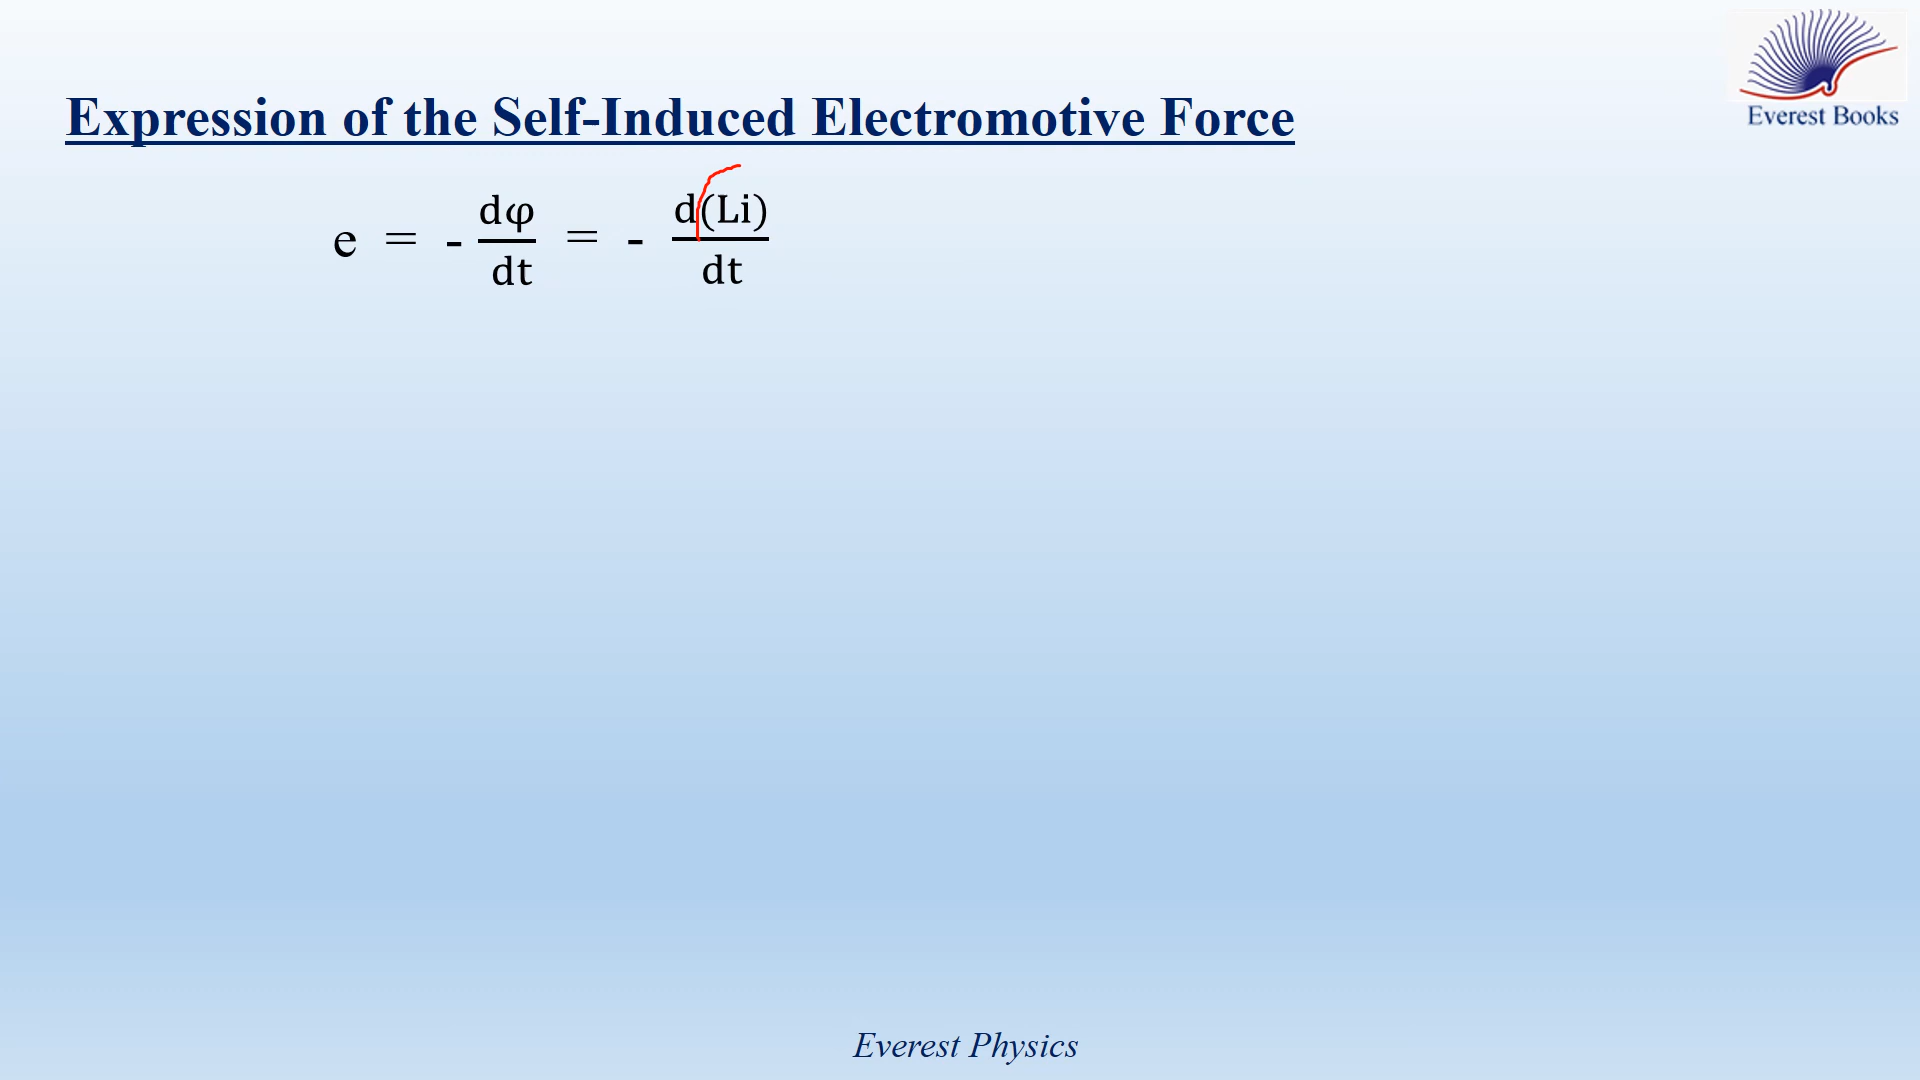 Everest Books
Expression of the Self-Induced Electromotive Force
e = - dφ/dt = - d(Li)/dt
Everest Physics